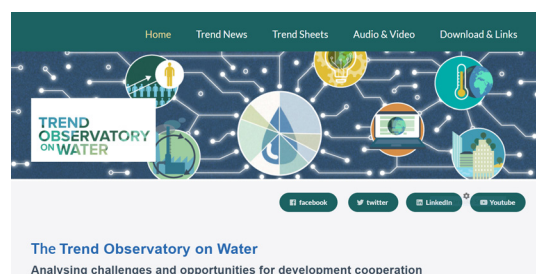 Home Trend News Trend Sheets Audio & Video Download & Links
TREND
OBSERVATORY
ON WATER
facebook twitter LinkedIn Youtube
The Trend Observatory on Water
Analysing challenges and opportunities for development cooperation